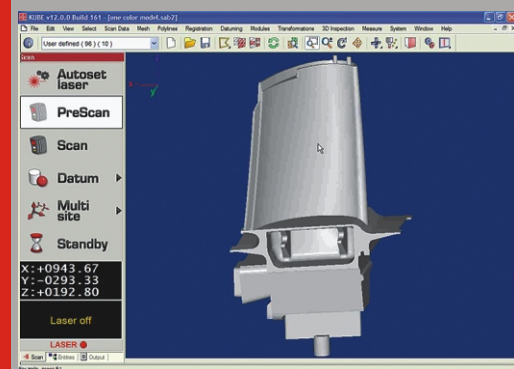 KUBE v12.0.0 Build 161 - [one color model.sab2]
File Edit View Select Scan Data Mesh Polylines Registration Datuming Modules Transformations 3D Inspection Measure System Window Help
User defined ( 96 ) ( 10 )
Scan
Autoset
laser
PreScan
Scan
Datum
Multi
site
Standby
X:+0943.67
Y:-0293.33
Z:+0192.80
Laser off
LASER
Scan Entities Output